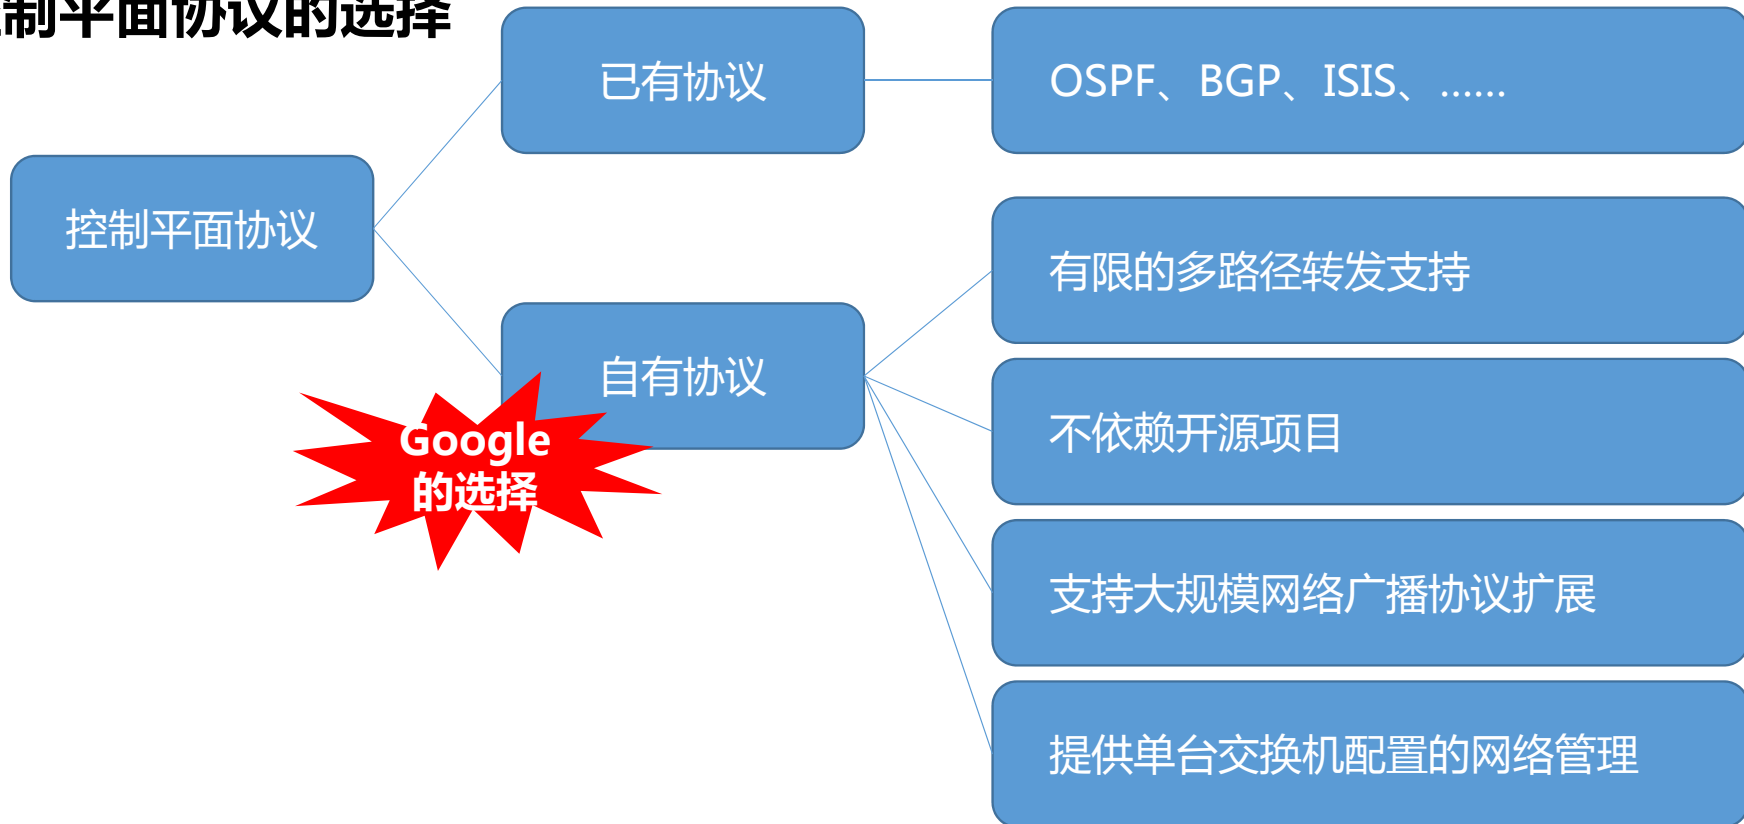 制平面协议的选择
已有协议
OSPF、BGP、ISIS、......
控制平面协议
有限的多路径转发支持
自有协议
不依赖开源项目
Google
的选择
支持大规模网络广播协议扩展
提供单台交换机配置的网络管理